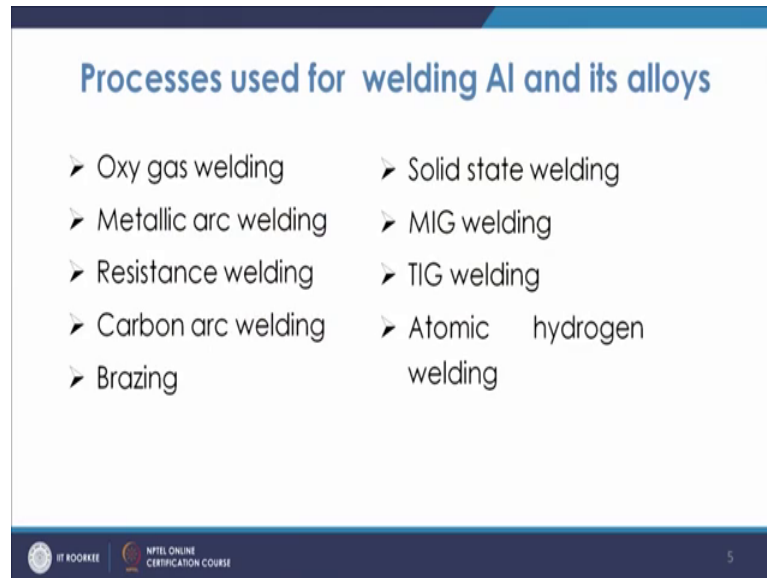 Processes used for welding Al and its alloys
➢ Oxy gas welding
➢ Metallic arc welding
➢ Resistance welding
➢ Carbon arc welding
➢ Brazing
➢ Solid state welding
➢ MIG welding
➢ TIG welding
➢ Atomic hydrogen
welding
IIT ROORKEE
NPTEL ONLINE
CERTIFICATION COURSE
5